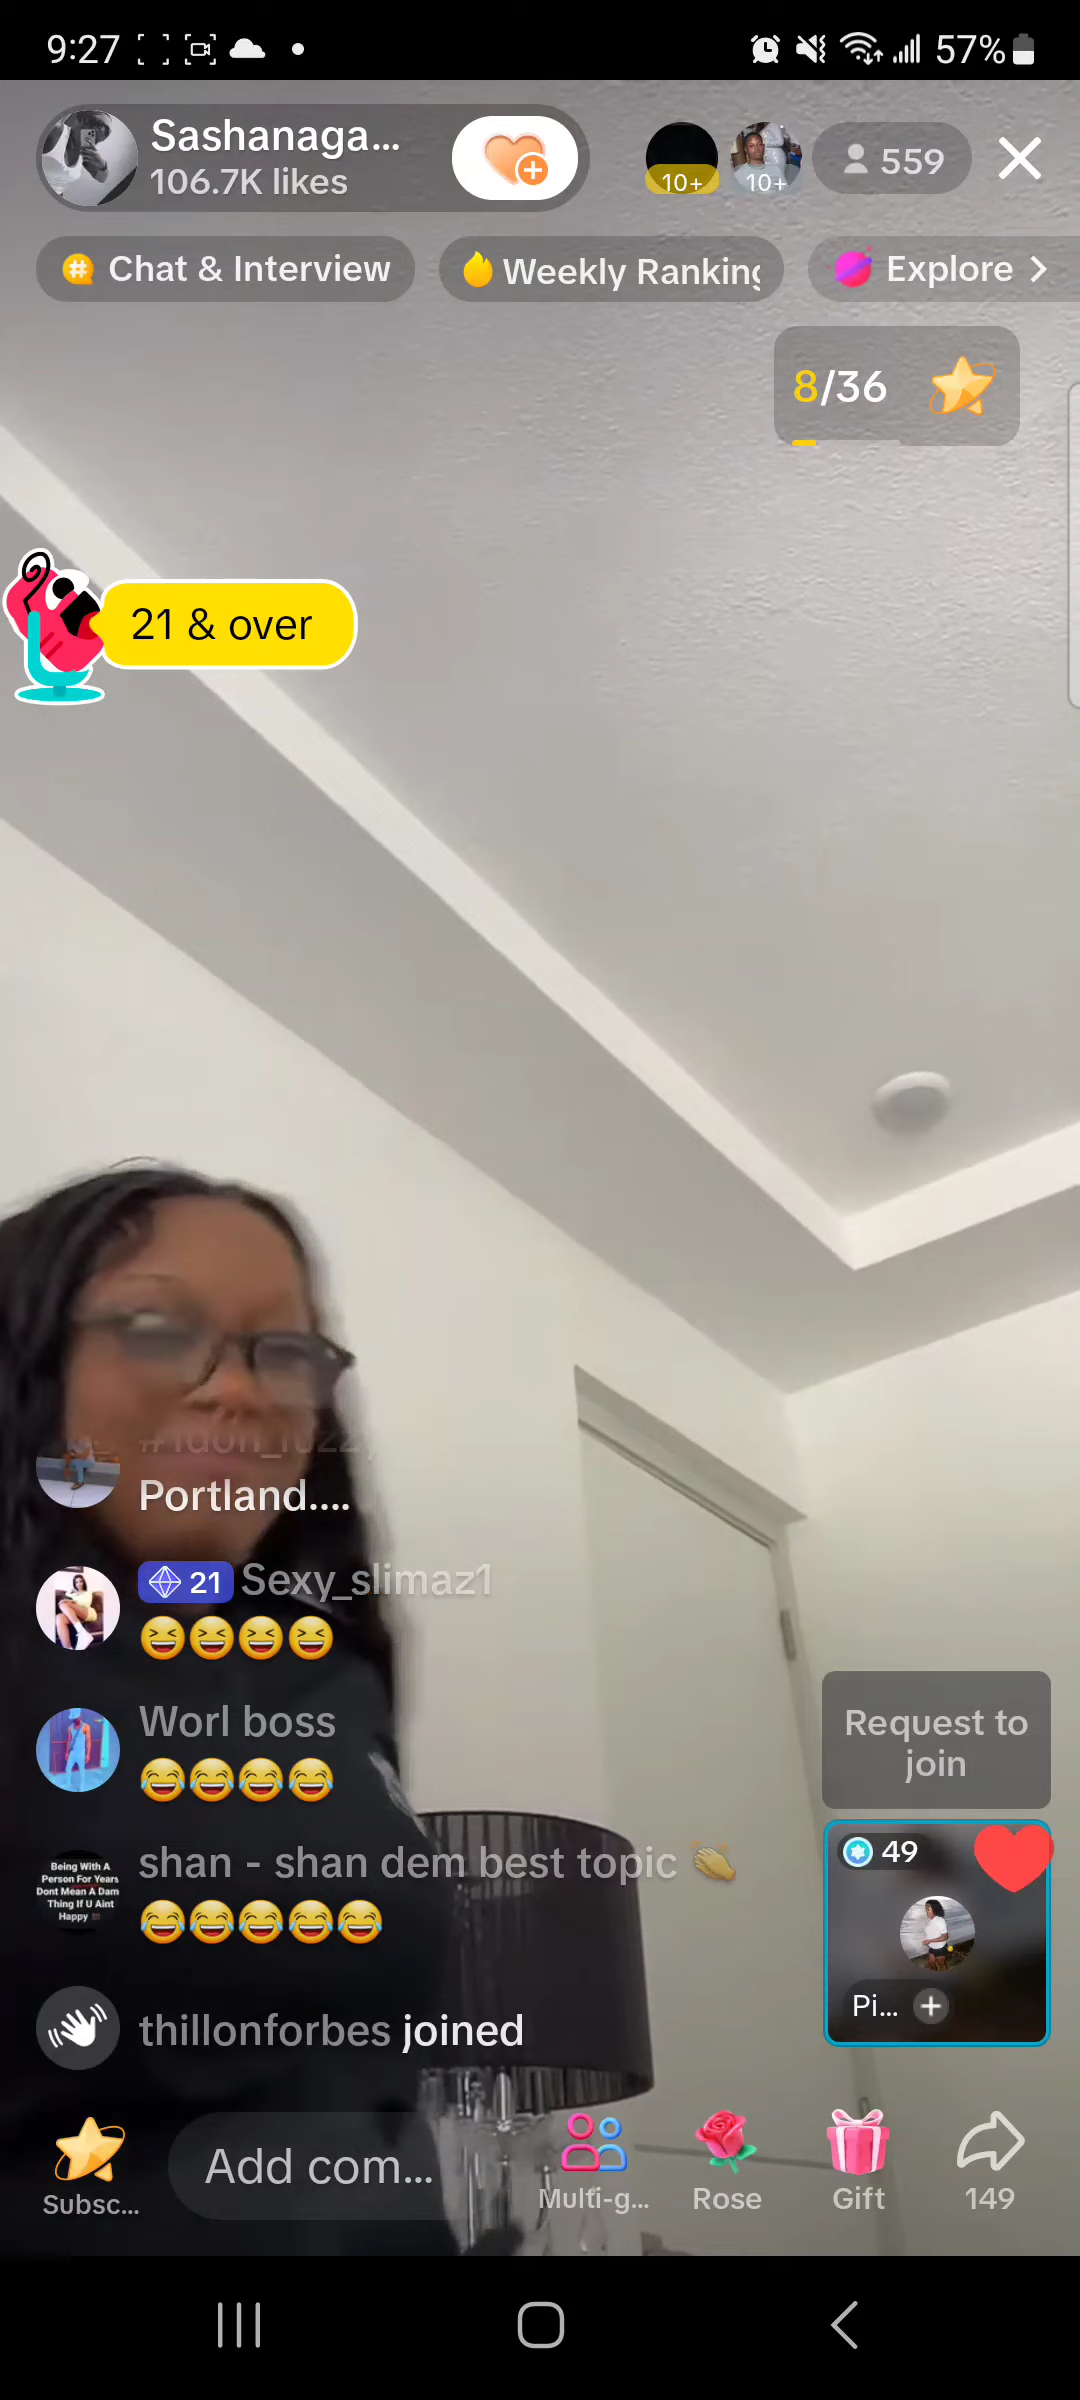 9:27
57%
Sashanaga...
106.7K likes
10+
10+
559
Chat & Interview
Weekly Ranking
Explore
8/36
21 & over
Portland....
21 Sexy_slimaz1
😆😆😆😆
Worl boss
😂😂😂😂
shan - shan dem best topic 👏
😂😂😂😂😂
Being With A
Person For Years
Dont Mean A Dam
Thing If U Aint
Happy
thillonforbes joined
Request to
join
49
Pi...
Subsc...
Add com...
Multi-g...
Rose
Gift
149